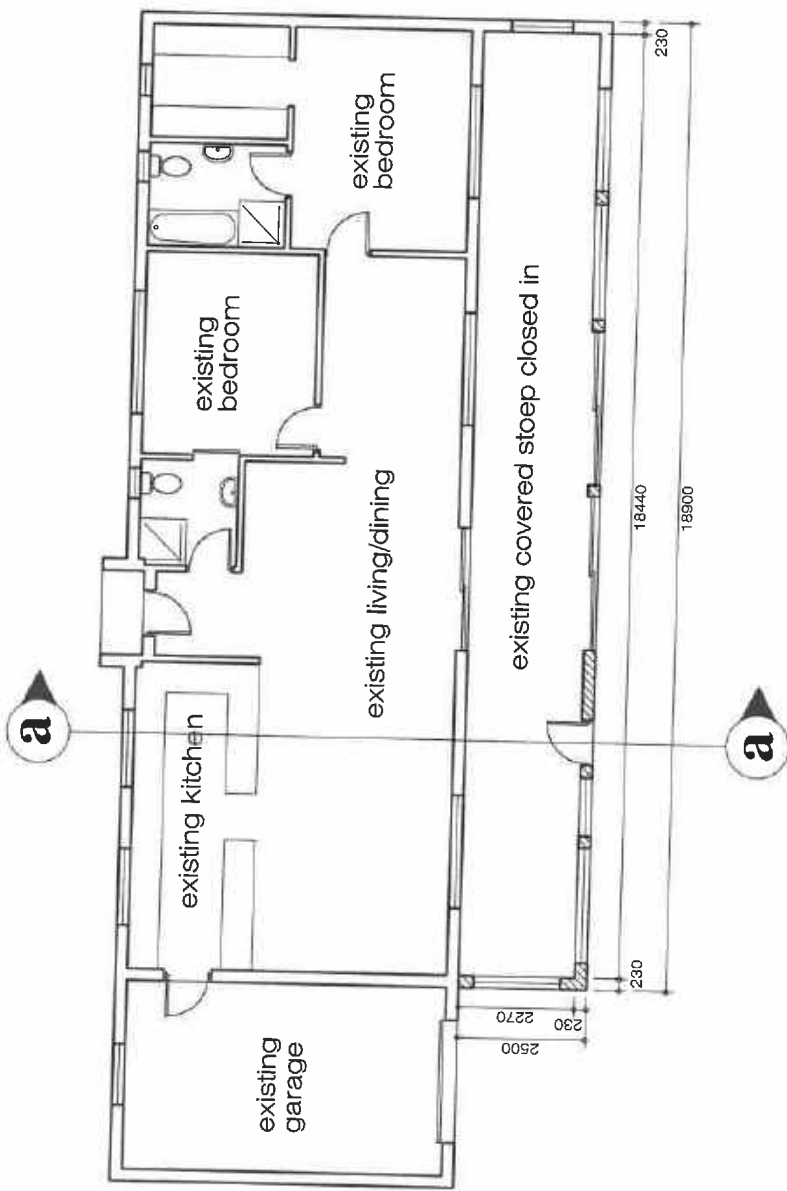 a
existing
bedroom
existing
bedroom
existing kitchen
existing living/dining
existing
garage
existing covered stoep closed in
230
18440
18900
230
2270
230
2500
a